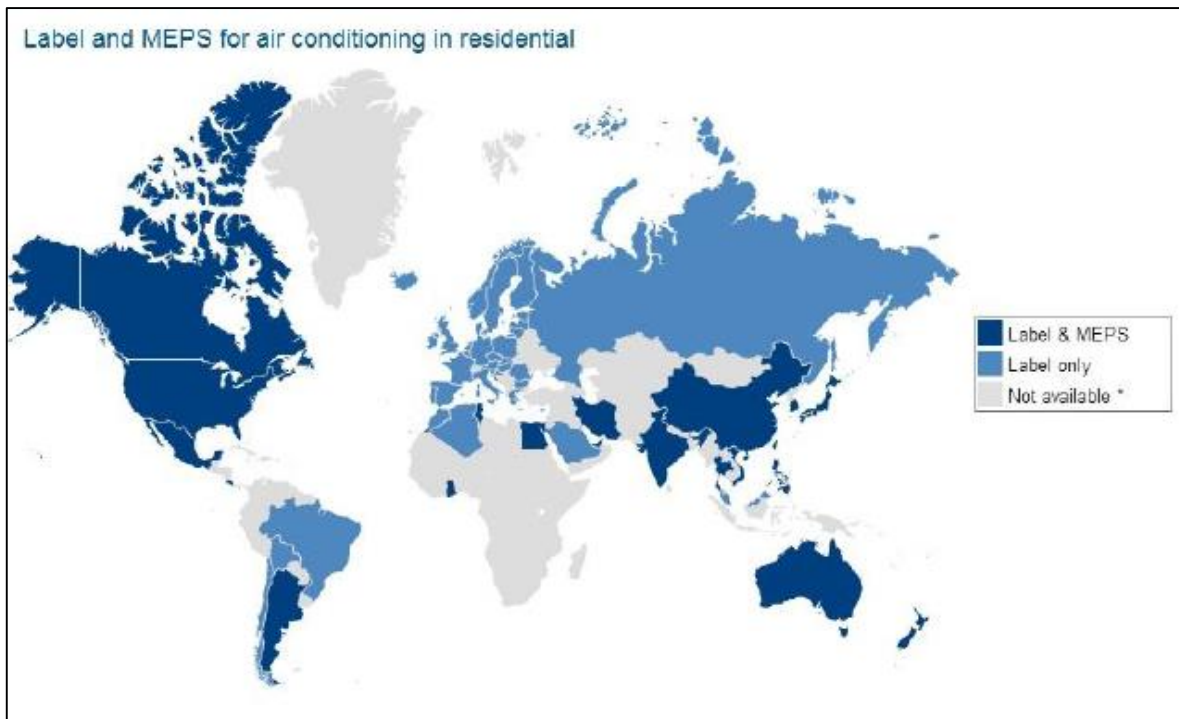 Label and MEPS for air conditioning in residential
Label & MEPS
Label only
Not available *